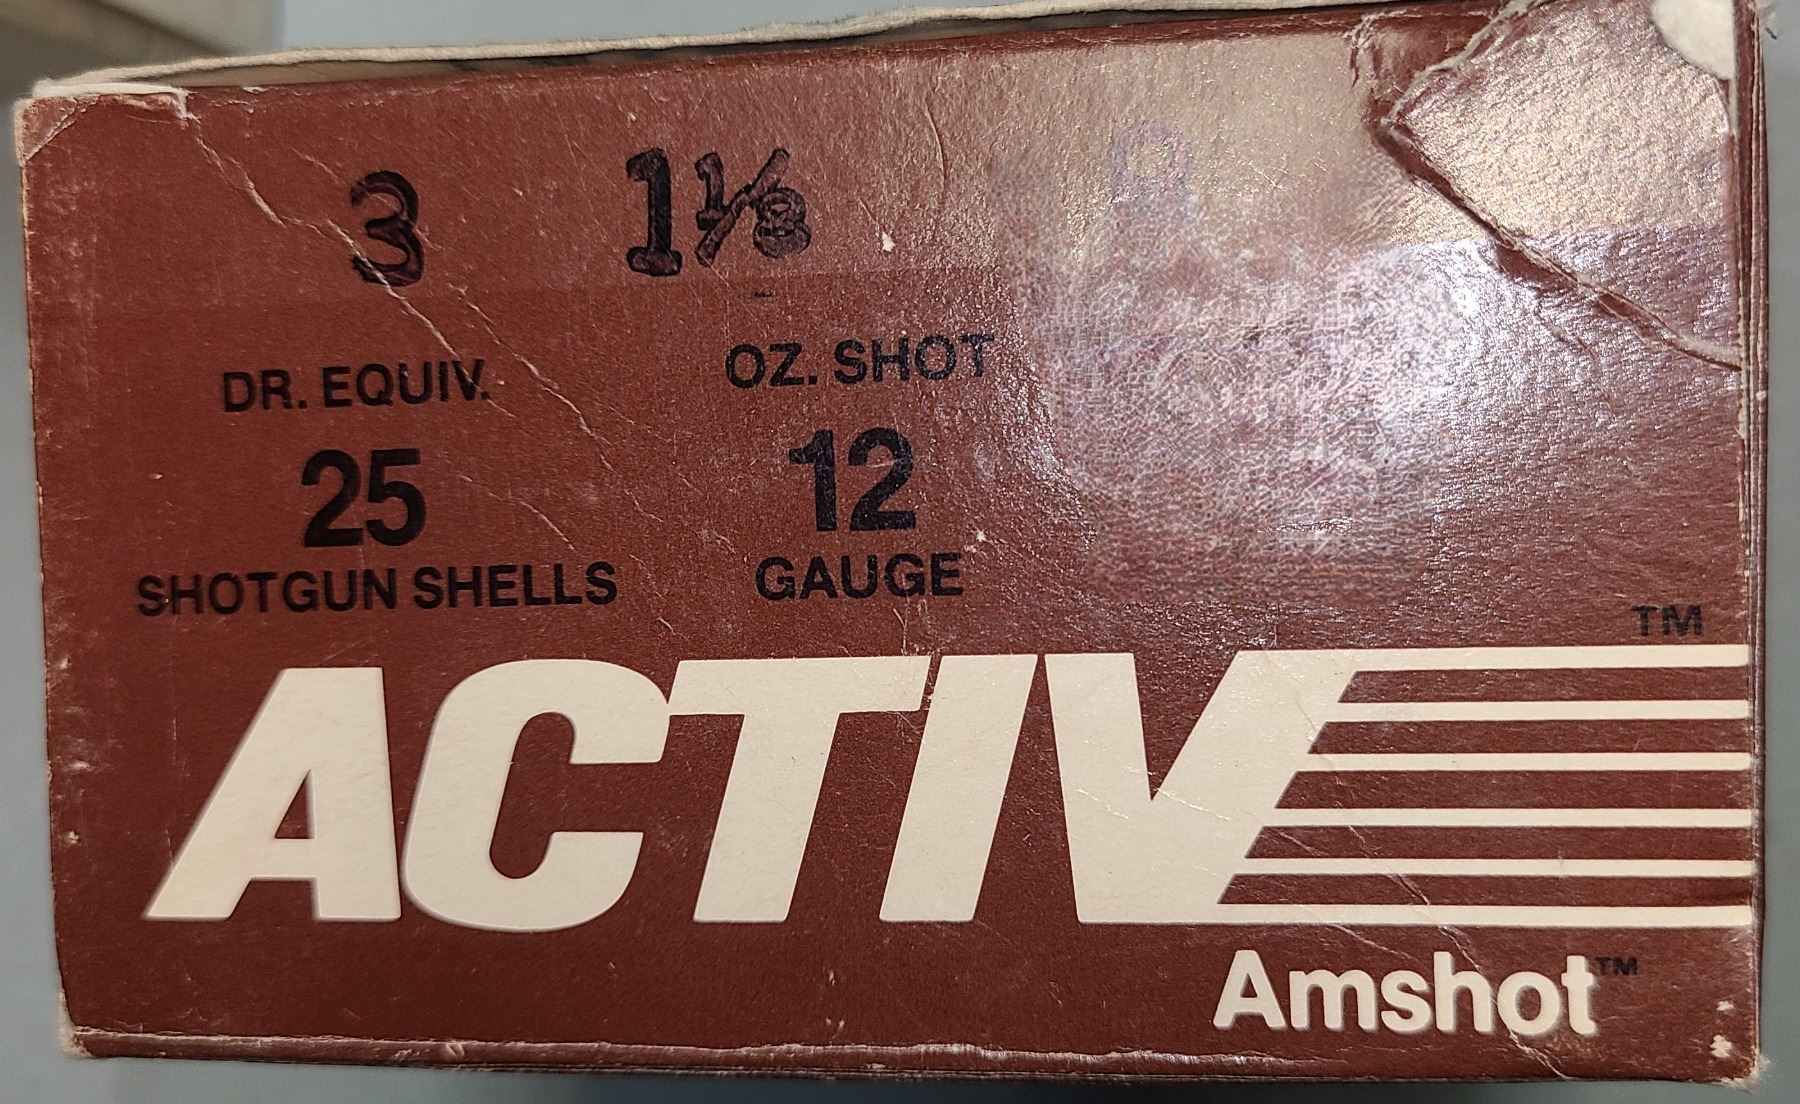 3 1⅛
DR. EQUIV. OZ. SHOT
25 12
SHOTGUN SHELLS GAUGE
TM
ACTIV
Amshot™